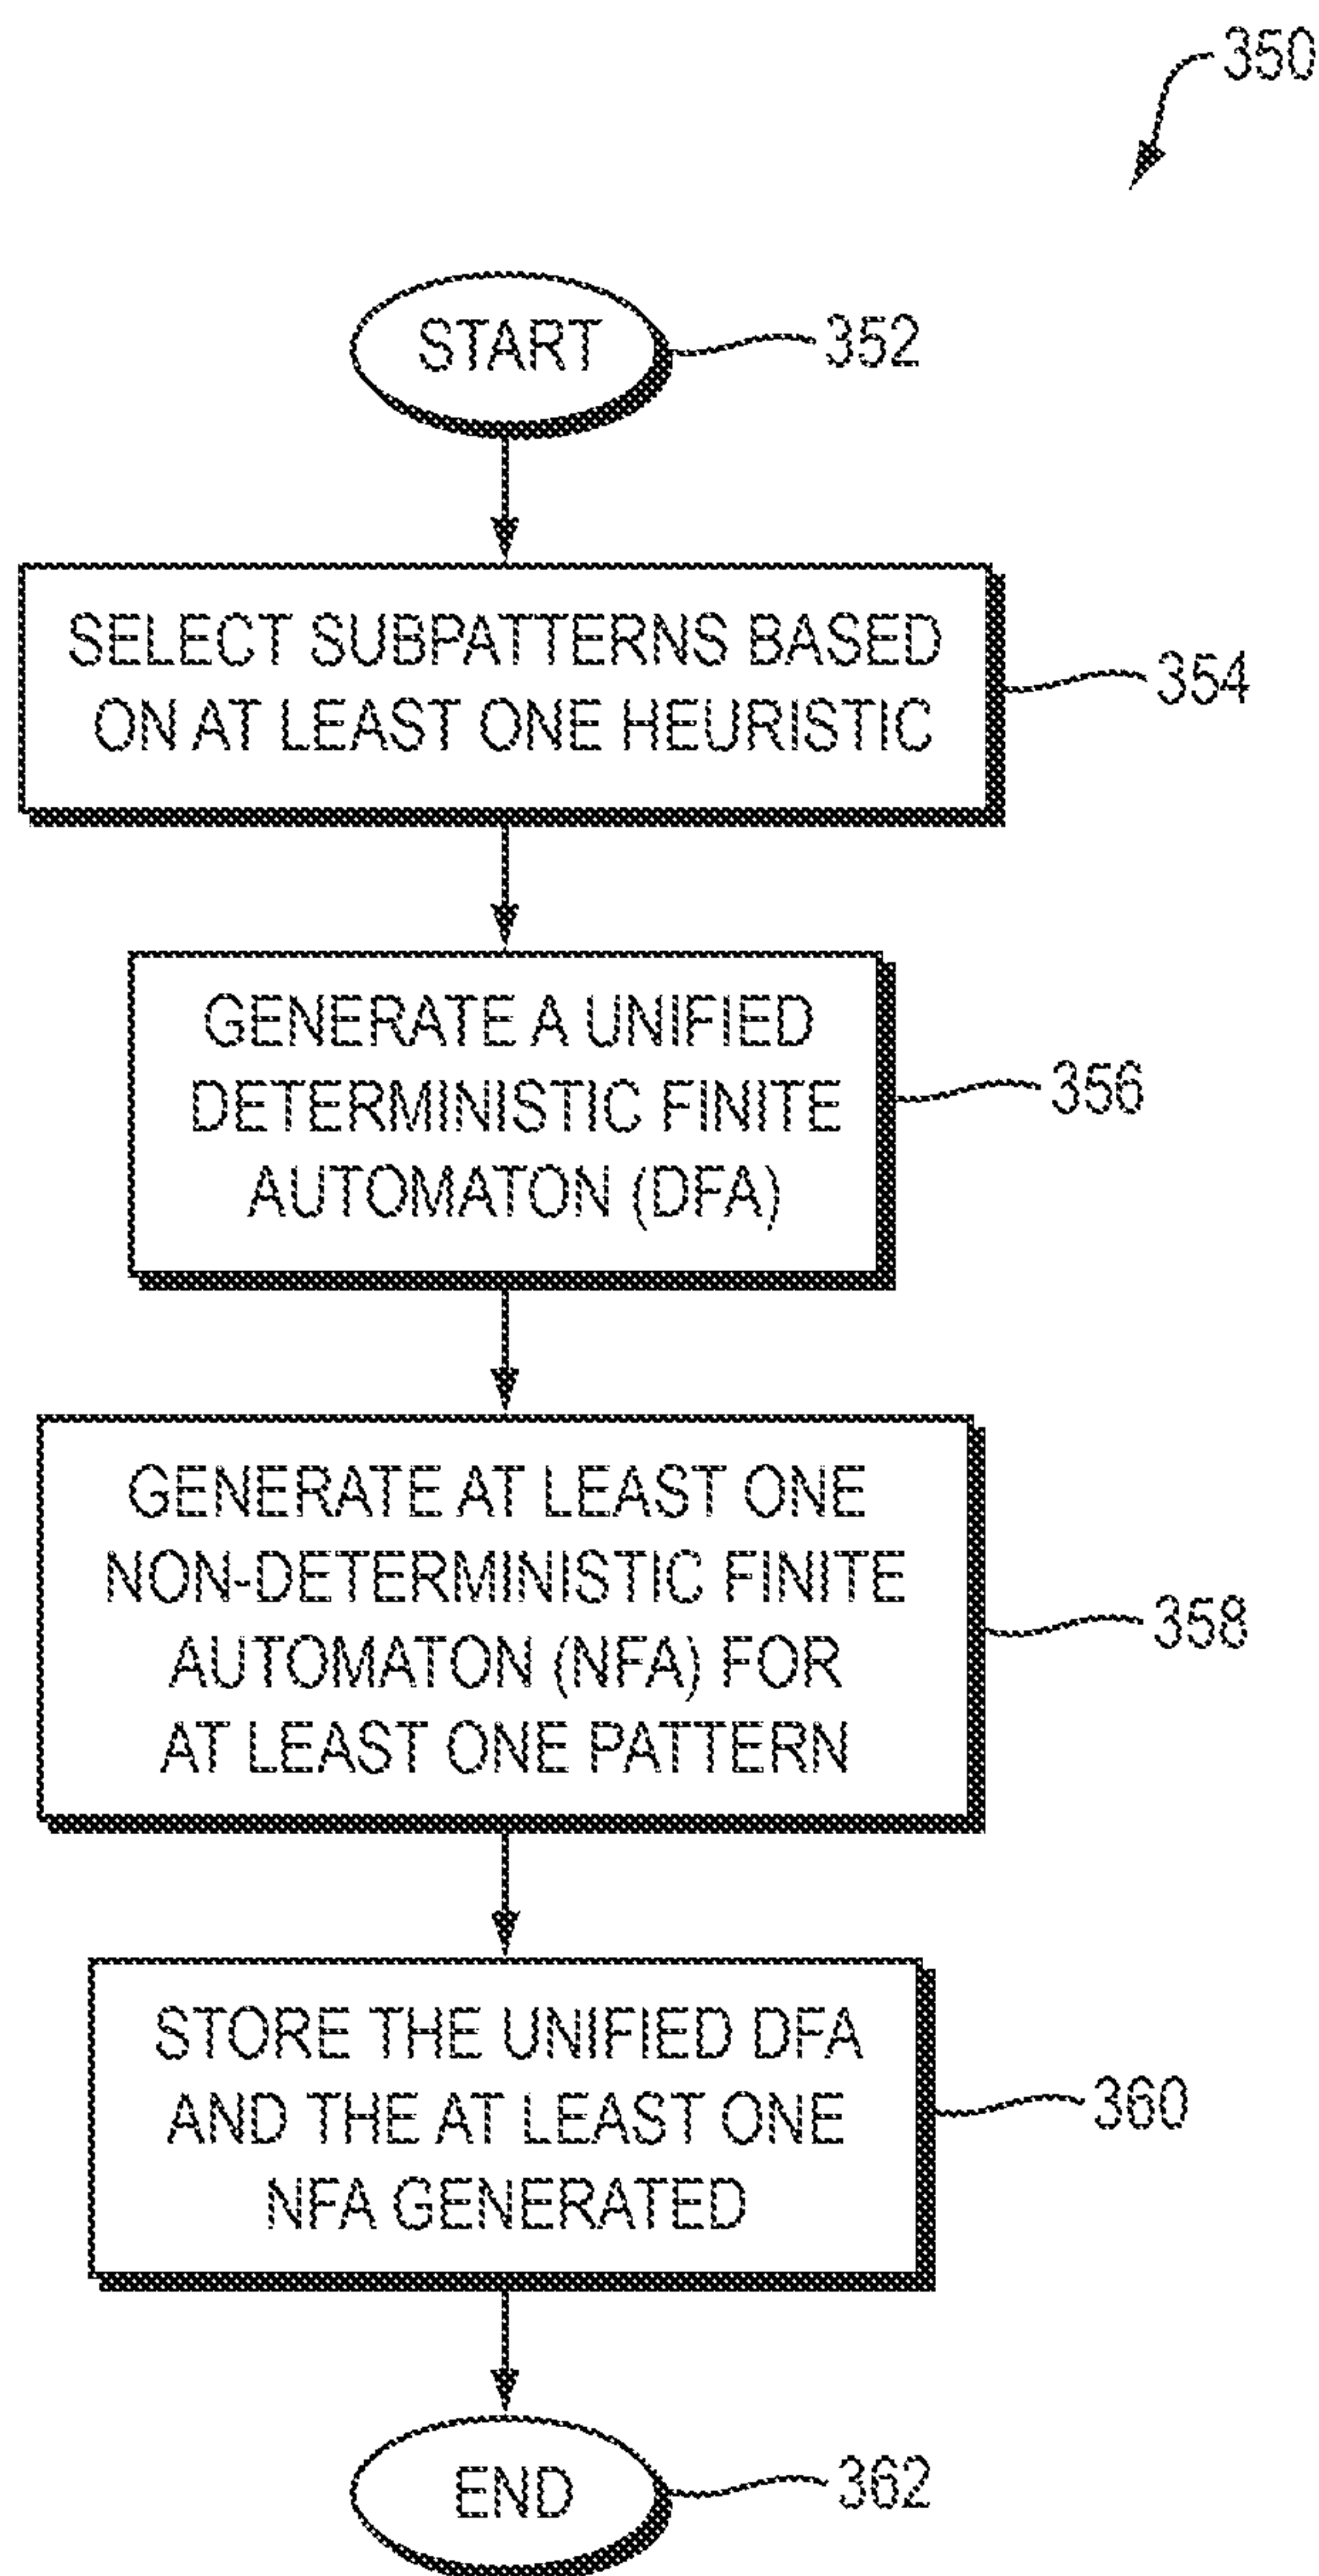 350
START
352
SELECT SUBPATTERNS BASED
ON AT LEAST ONE HEURISTIC
354
GENERATE A UNIFIED
DETERMINISTIC FINITE
AUTOMATON (DFA)
356
GENERATE AT LEAST ONE
NON-DETERMINISTIC FINITE
AUTOMATON (NFA) FOR
AT LEAST ONE PATTERN
358
STORE THE UNIFIED DFA
AND THE AT LEAST ONE
NFA GENERATED
360
END
362